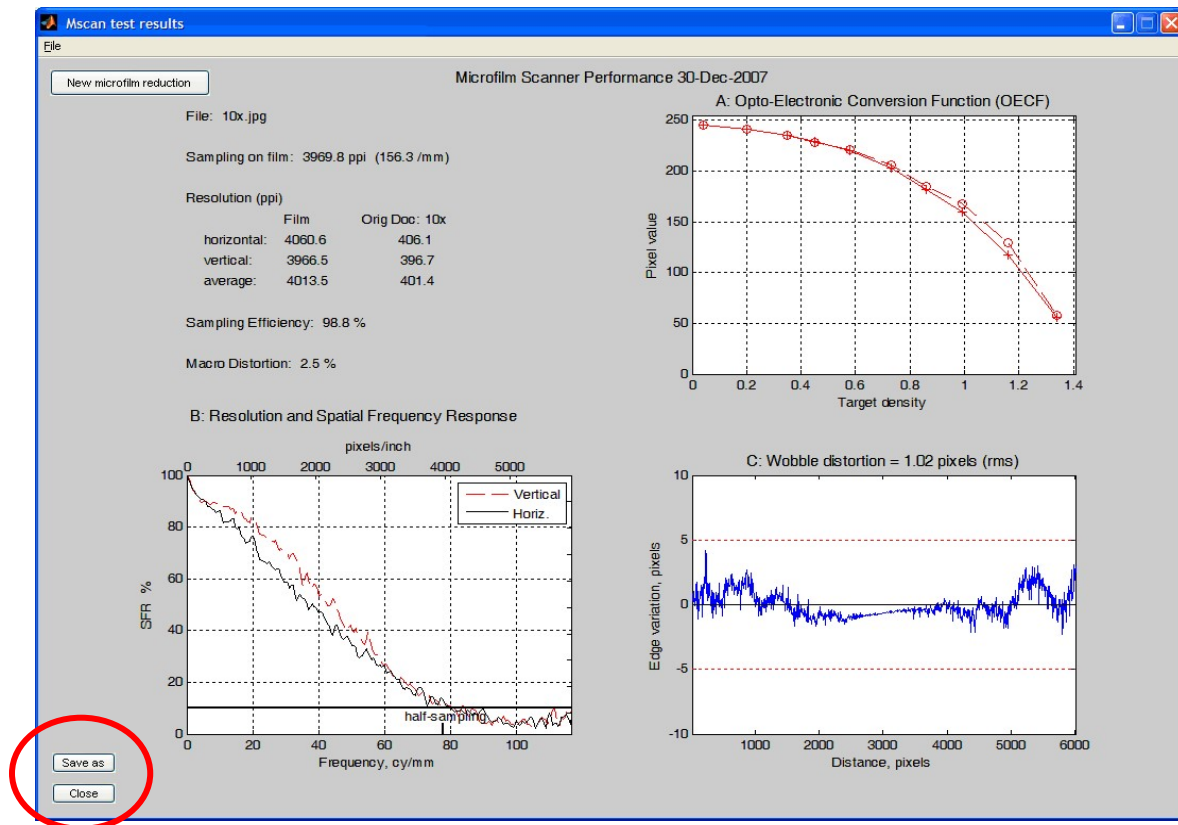 Mscan test results
File
New microfilm reduction
Microfilm Scanner Performance 30-Dec-2007
File: 10x.jpg
Sampling on film: 3969.8 ppi (156.3 /mm)
Resolution (ppi)
Film Orig Doc: 10x
horizontal: 4060.6 406.1
vertical: 3966.5 396.7
average: 4013.5 401.4
Sampling Efficiency: 98.8 %
Macro Distortion: 2.5 %
A: Opto-Electronic Conversion Function (OECF)
250
200
150
100
50
0
Pixel value
0 0.2 0.4 0.6 0.8 1 1.2 1.4
Target density
B: Resolution and Spatial Frequency Response
pixels/inch
0 1000 2000 3000 4000 5000
100
80
60
40
20
0
SFR %
Vertical
Horiz.
half-sampling
0 20 40 60 80 100
Frequency, cy/mm
C: Wobble distortion = 1.02 pixels (rms)
10
5
0
-5
-10
Edge variation, pixels
1000 2000 3000 4000 5000 6000
Distance, pixels
Save as
Close